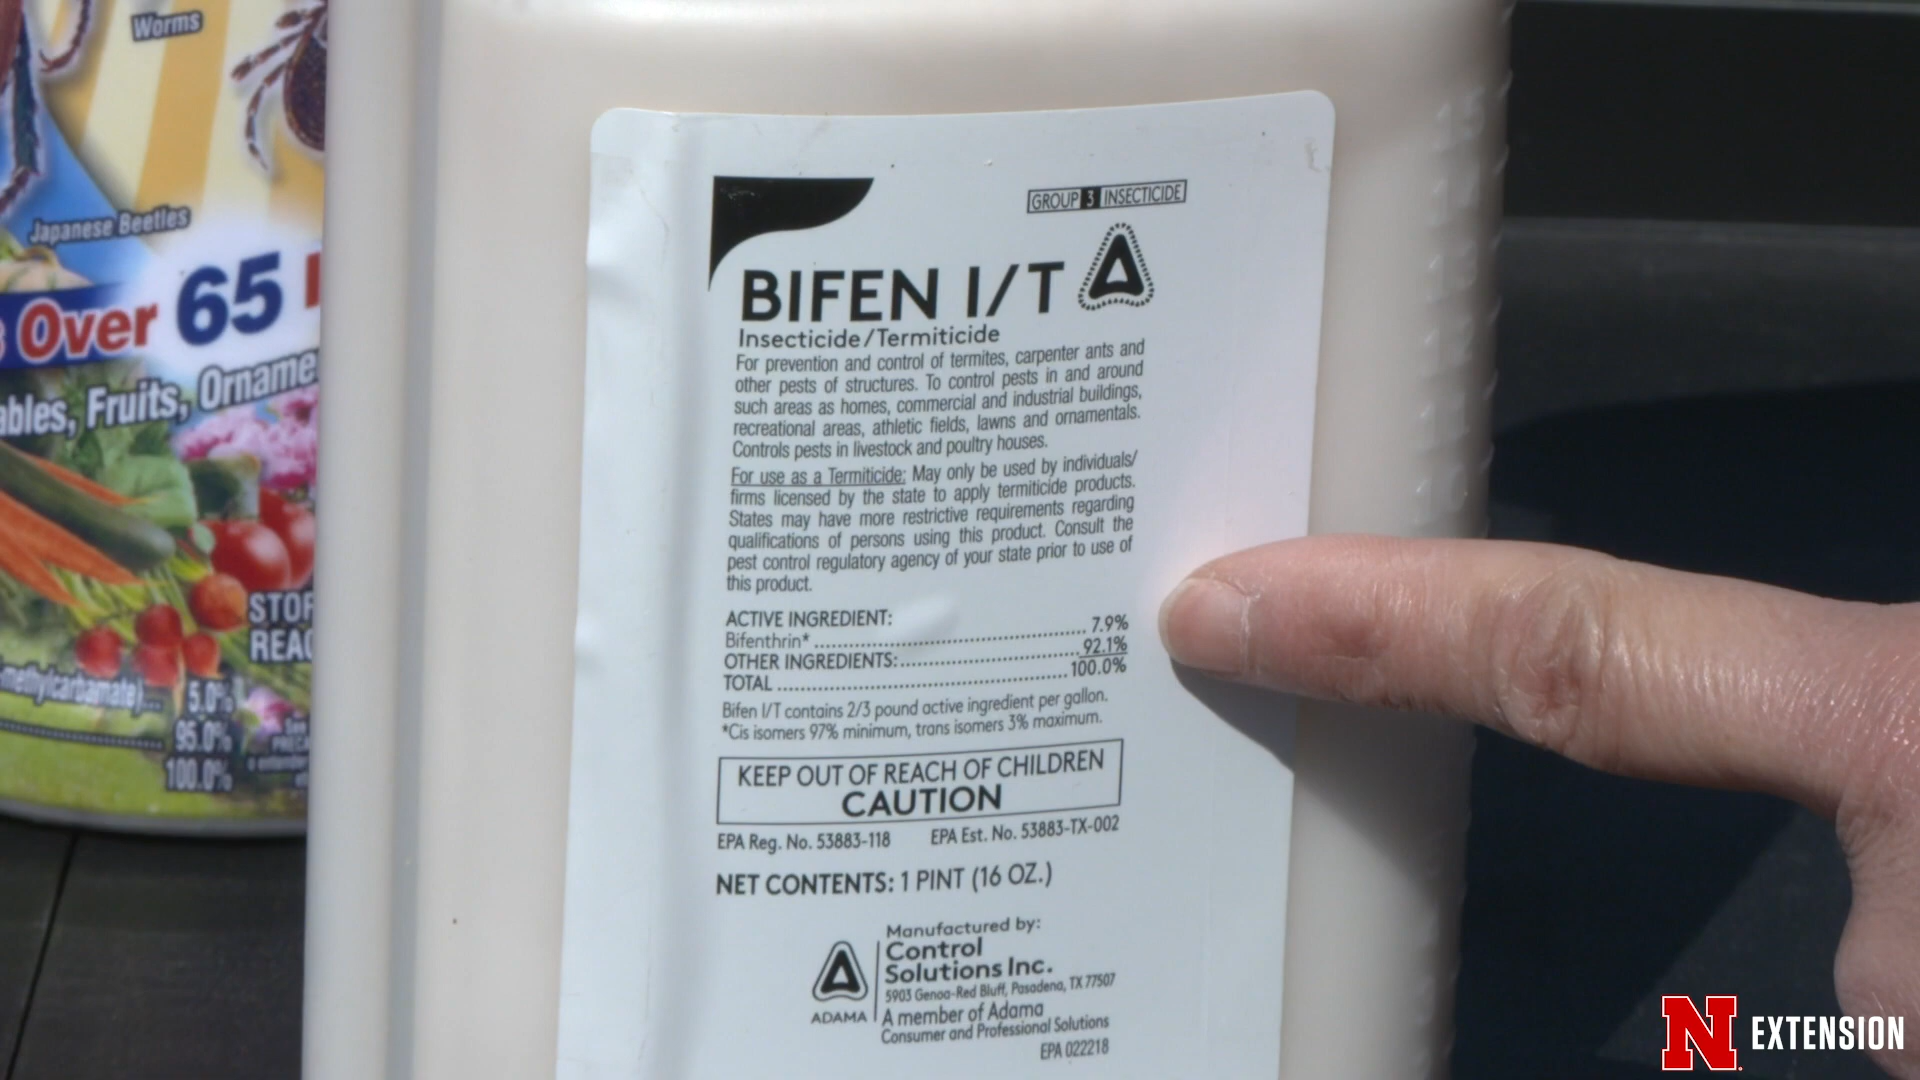 Worms
Japanese Beetles
Over 65
Fruits,
STOP
5.0%
95.0%
100.0%
GROUP 3 INSECTICIDE
BIFEN I/T
Insecticide/Termiticide
For prevention and control of termites, carpenter ants and
other pests of structures. To control pests in and around
such areas as homes, commercial and industrial buildings,
recreational areas, athletic fields, lawns and ornamentals.
Controls pests in livestock and poultry houses.
For use as a Termiticide: May only be used by individuals/
firms licensed by the state to apply termiticide products.
States may have more restrictive requirements regarding
qualifications of persons using this product. Consult the
pest control regulatory agency of your state prior to use of
this product.
ACTIVE INGREDIENT:
Bifenthrin* ........ 7.9%
OTHER INGREDIENTS: ........ 92.1%
TOTAL ........ 100.0%
Bifen I/T contains 2/3 pound active ingredient per gallon.
*Cis isomers 97% minimum, trans isomers 3% maximum.
KEEP OUT OF REACH OF CHILDREN
CAUTION
EPA Reg. No. 53883-118 EPA Est. No. 53883-TX-002
NET CONTENTS: 1 PINT (16 OZ.)
Manufactured by:
Control
Solutions Inc.
5903 Genoa-Red Bluff, Pasadena, TX 77507
ADAMA A member of Adama
Consumer and Professional Solutions
EPA 022218
N EXTENSION